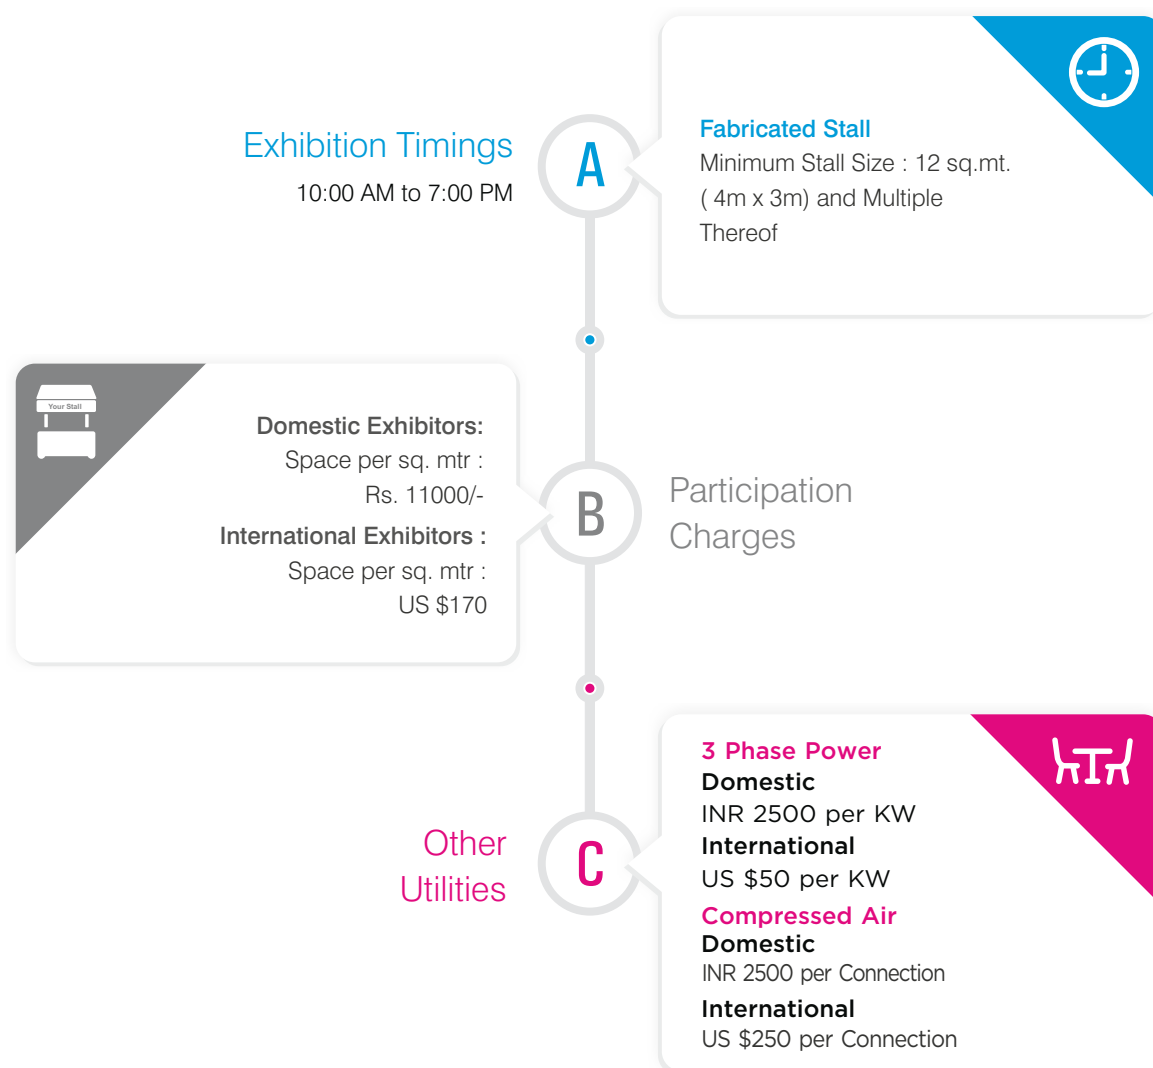 Exhibition Timings
10:00 AM to 7:00 PM
A
Fabricated Stall
Minimum Stall Size : 12 sq.mt.
( 4m x 3m) and Multiple
Thereof
Your Stall
Domestic Exhibitors:
Space per sq. mtr :
Rs. 11000/-
International Exhibitors :
Space per sq. mtr :
US $170
B
Participation
Charges
Other
Utilities
C
3 Phase Power
Domestic
INR 2500 per KW
International
US $50 per KW
Compressed Air
Domestic
INR 2500 per Connection
International
US $250 per Connection